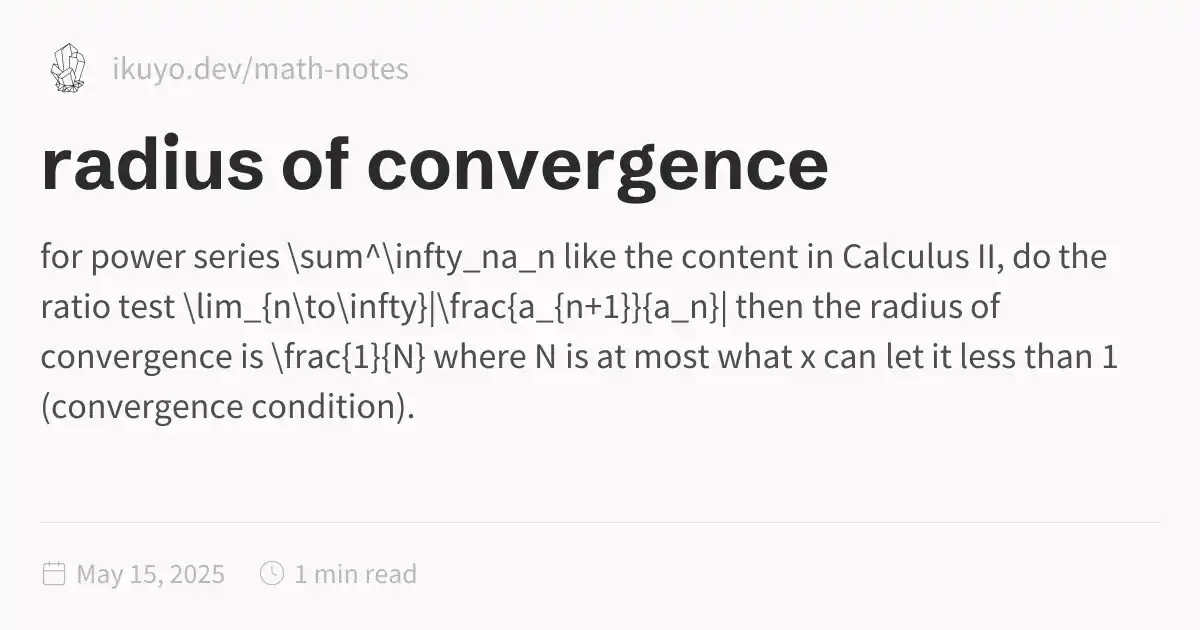 ikuyo.dev/math-notes
radius of convergence
for power series \sum^\infty_na_n like the content in Calculus II, do the
ratio test \lim_{n\to\infty}|\frac{a_{n+1}}{a_n}| then the radius of
convergence is \frac{1}{N} where N is at most what x can let it less than 1
(convergence condition).
May 15, 2025
1 min read